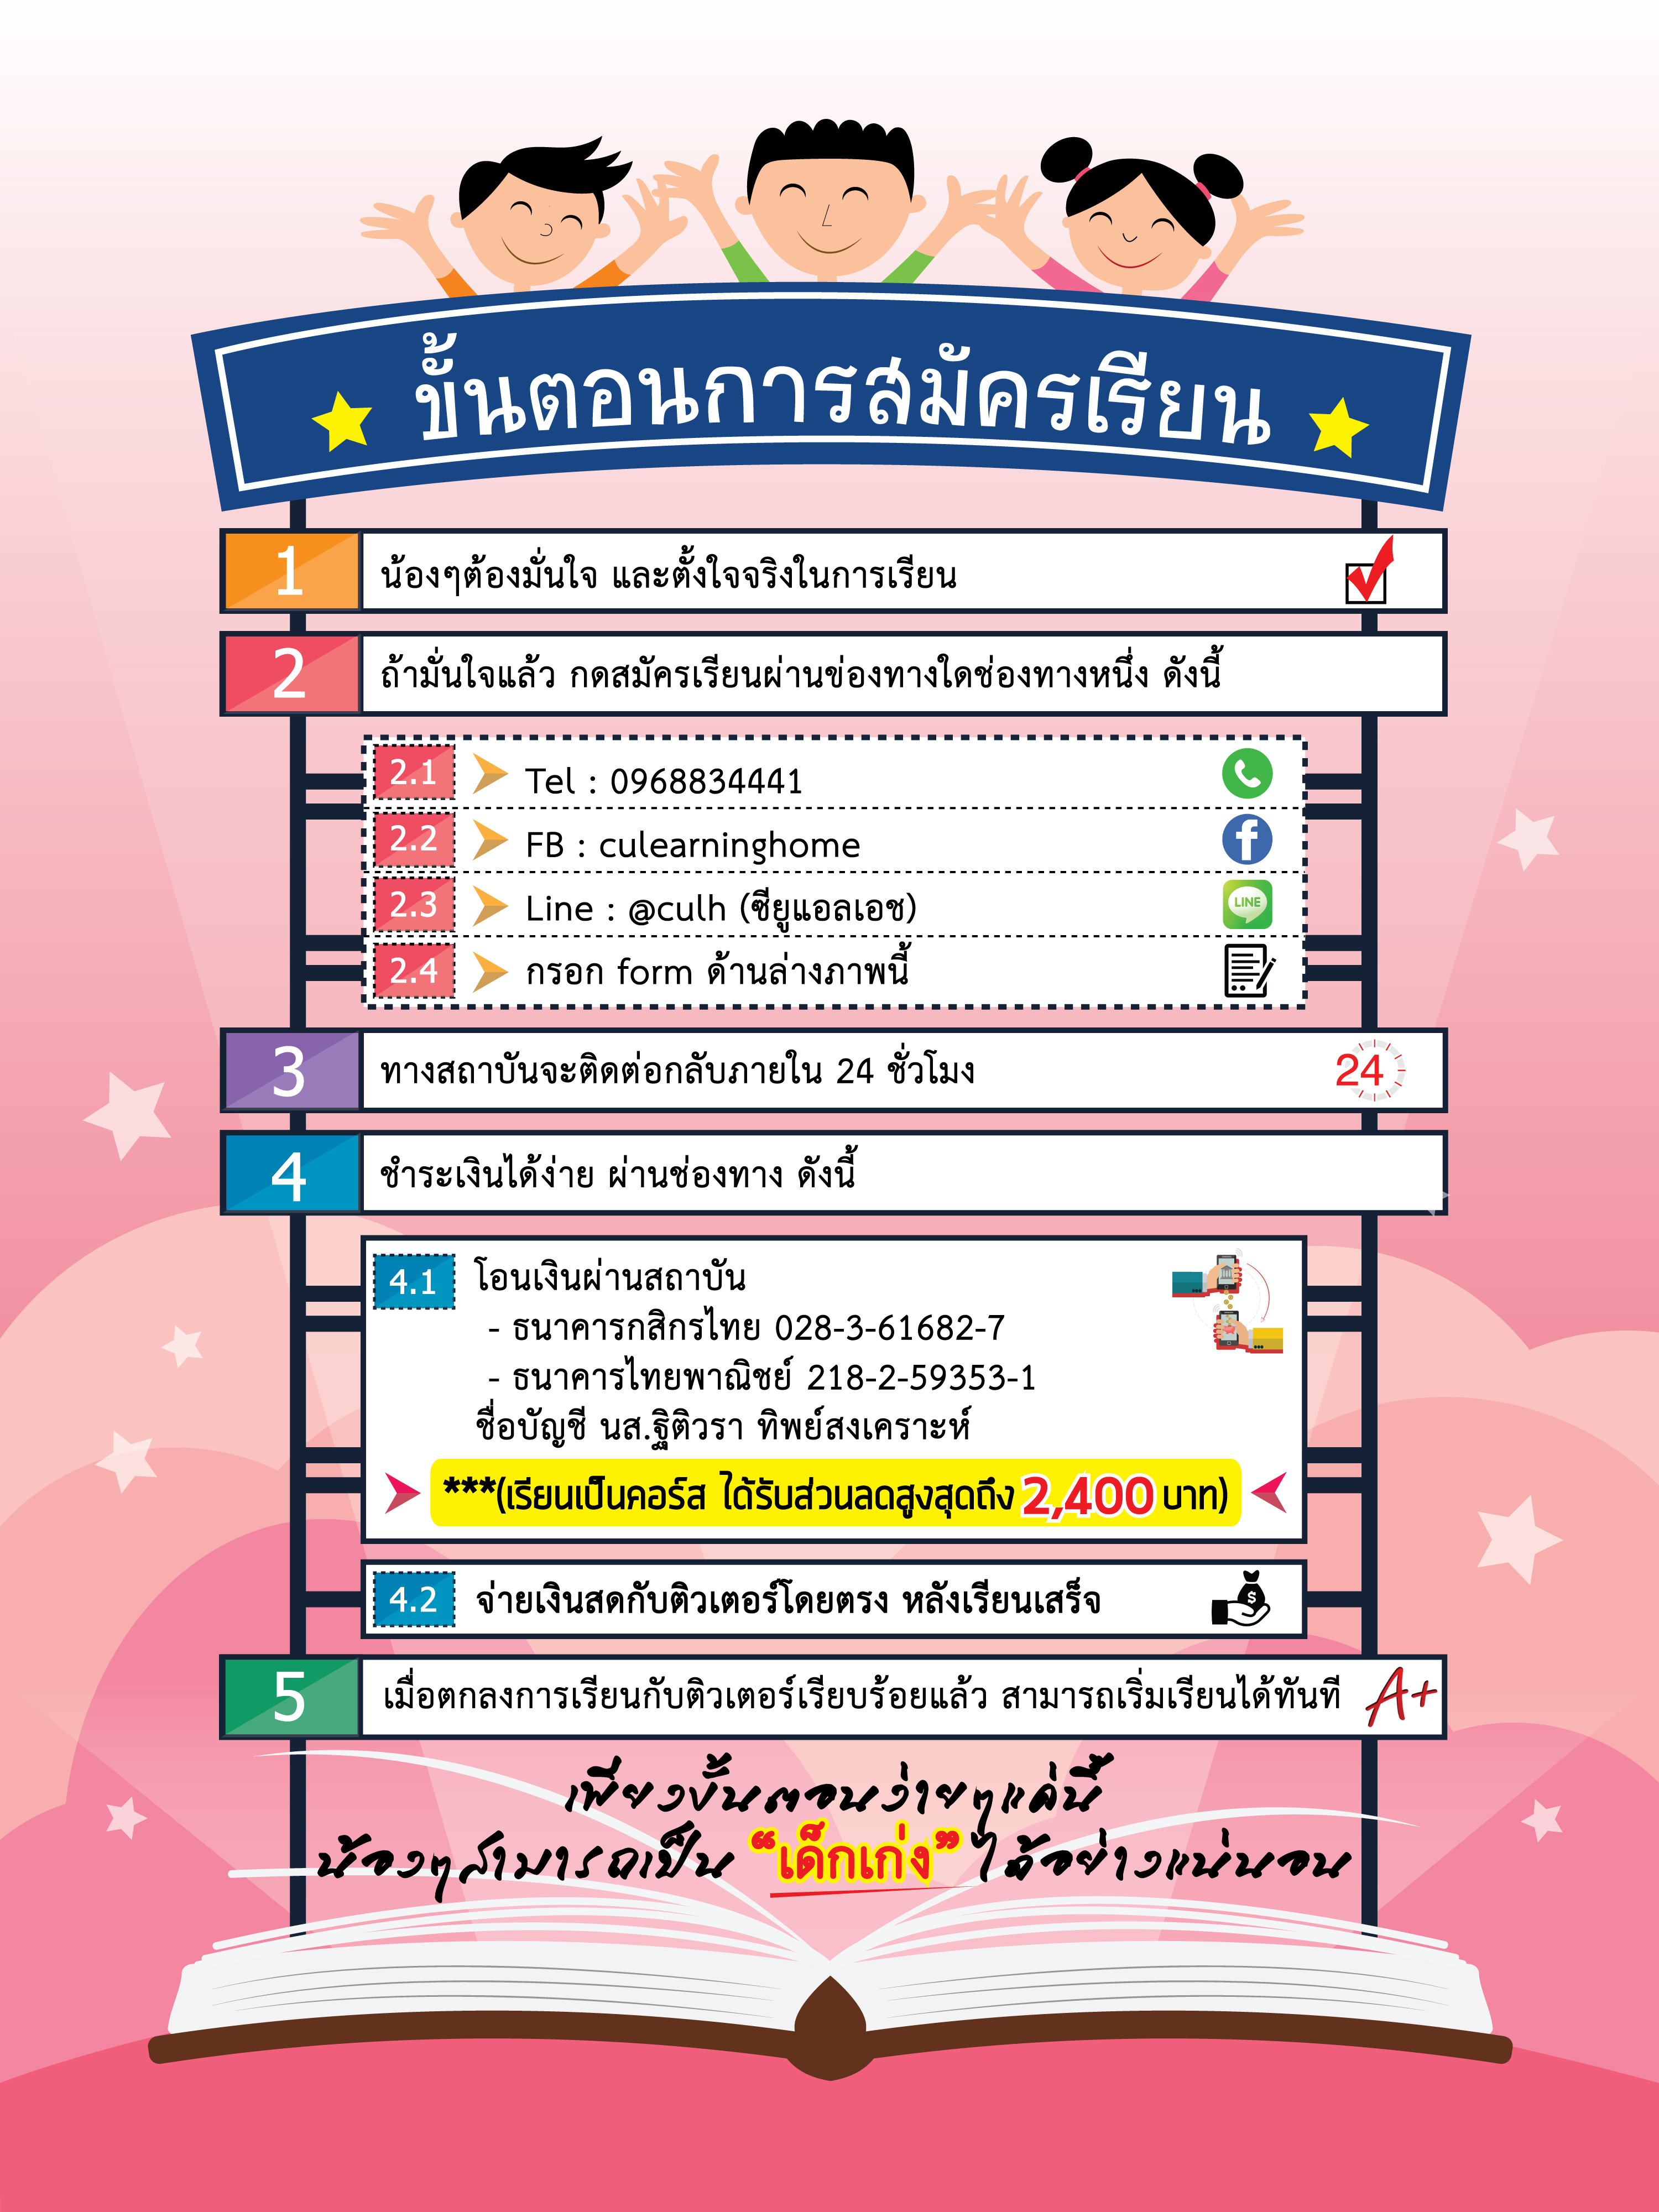 ขั้นตอนการสมัครเรียน
1 น้องๆต้องมั่นใจ และตั้งใจจริงในการเรียน
2 ถ้ามั่นใจแล้ว กดสมัครเรียนผ่านข่องทางใดช่องทางหนึ่ง ดังนี้
2.1 Tel : 0968834441
2.2 FB : culearninghome
2.3 Line : @culh (ซียูแอลเอช) LINE
2.4 กรอก form ด้านล่างภาพนี้
3 ทางสถาบันจะติดต่อกลับภายใน 24 ชั่วโมง 24
4 ชำระเงินได้ง่าย ผ่านช่องทาง ดังนี้
4.1 โอนเงินผ่านสถาบัน
- ธนาคารกสิกรไทย 028-3-61682-7
- ธนาคารไทยพาณิชย์ 218-2-59353-1
ชื่อบัญชี นส.ฐิติวรา ทิพย์สงเคราะห์
***(เรียนเป็นคอร์ส ได้รับส่วนลดสูงสุดถึง 2,400 บาท)
4.2 จ่ายเงินสดกับติวเตอร์โดยตรง หลังเรียนเสร็จ
5 เมื่อตกลงการเรียนกับติวเตอร์เรียบร้อยแล้ว สามารถเริ่มเรียนได้ทันที A+
เพียงขั้นตอนง่ายๆแค่นี้
น้องๆสามารถเป็น "เด็กเก่ง" ได้อย่างแน่นอน